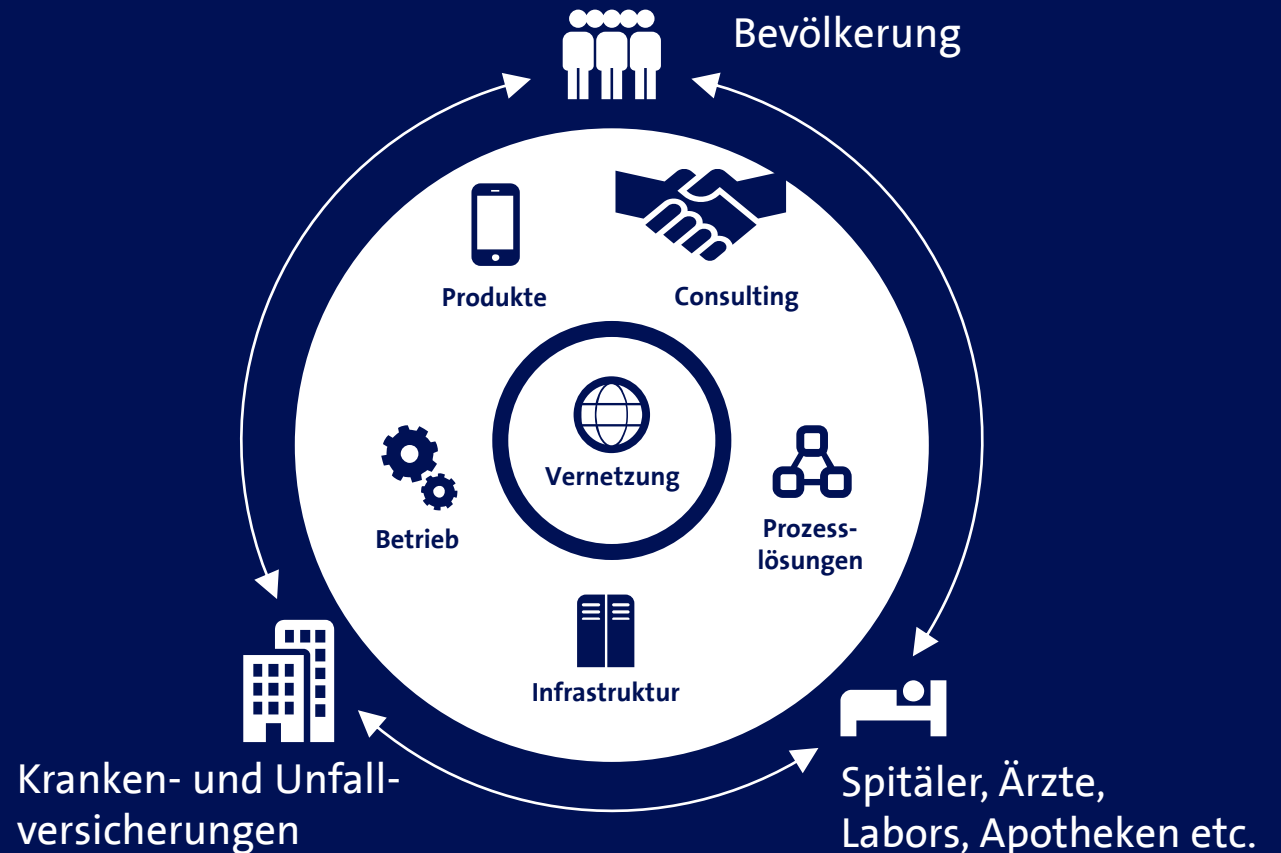 Bevölkerung
Produkte
Consulting
Vernetzung
Betrieb
Prozess-
lösungen
Infrastruktur
Kranken- und Unfall-
versicherungen
Spitäler, Ärzte,
Labors, Apotheken etc.